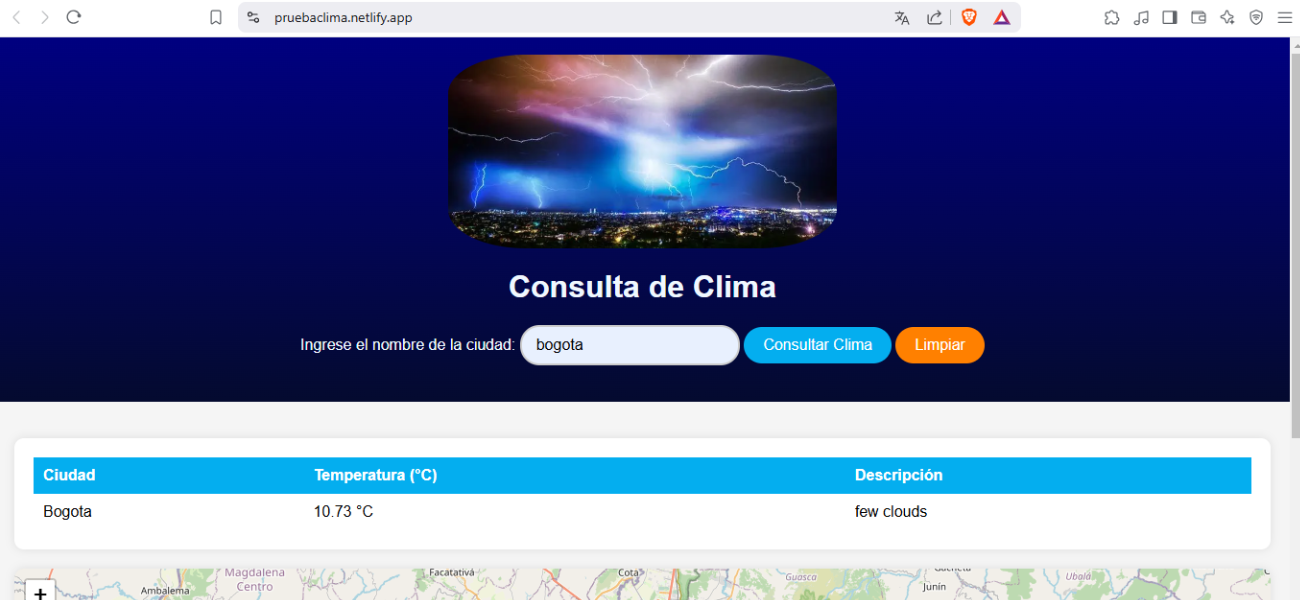 pruebaclima.netlify.app
Consulta de Clima
Ingrese el nombre de la ciudad: bogota Consultar Clima Limpiar
Ciudad Temperatura (°C) Descripción
Bogota 10.73 °C few clouds
Magdalena Centro
Facatativá
Cota
Guasca
Ubalá
Junín
Ambalema
+